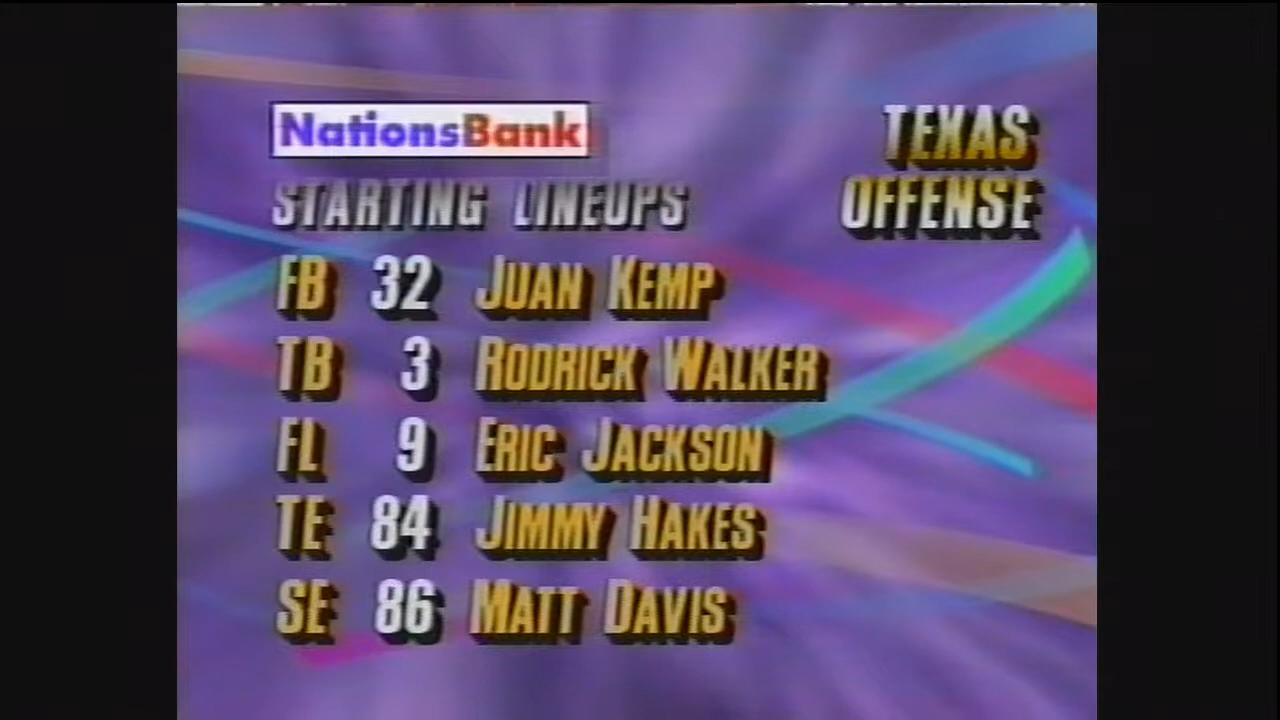 NationsBank
STARTING LINEUPS
TEXAS
OFFENSE
FB 32 JUAN KEMP
TB 3 RODRICK WALKER
FL 9 ERIC JACKSON
TE 84 JIMMY HAKES
SE 86 MATT DAVIS